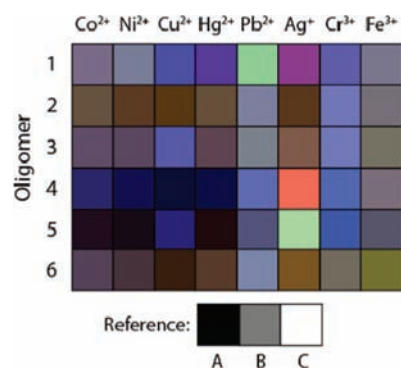 Co²⁺ Ni²⁺ Cu²⁺ Hg²⁺ Pb²⁺ Ag⁺ Cr³⁺ Fe³⁺
Oligomer
1
2
3
4
5
6
Reference:
A B C